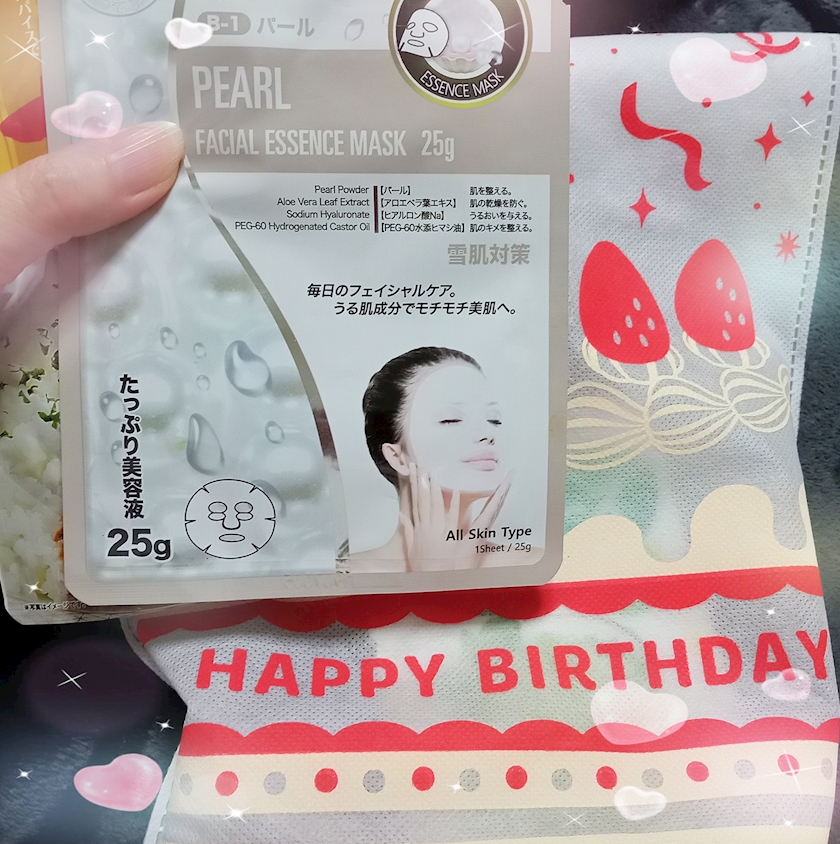 B-1 パール
PEARL
FACIAL ESSENCE MASK 25g
ESSENCE MASK
Pearl Powder 【パール】 肌を整える。
Aloe Vera Leaf Extract 【アロエベラ葉エキス】 肌の乾燥を防ぐ。
Sodium Hyaluronate 【ヒアルロン酸Na】 うるおいを与える。
PEG-60 Hydrogenated Castor Oil 【PEG-60水添ヒマシ油】 肌のキメを整える。
雪肌対策
毎日のフェイシャルケア。
うる肌成分でモチモチ美肌へ。
たっぷり美容液
25g
All Skin Type
1Sheet / 25g
HAPPY BIRTHDAY